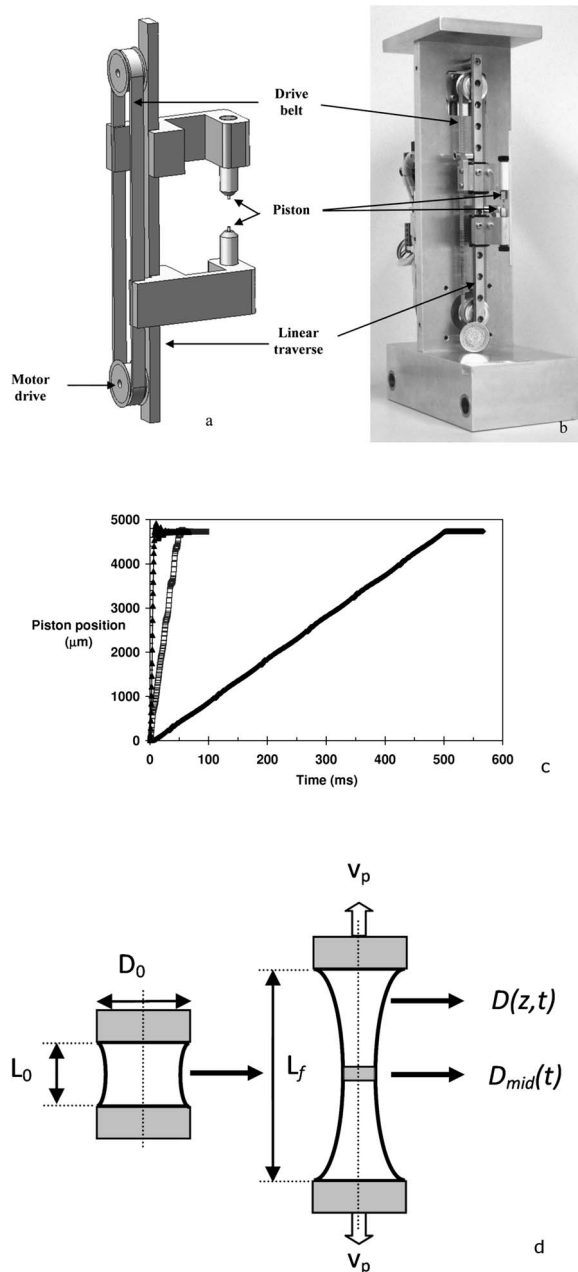 Drive
belt
Piston
Linear
traverse
Motor
drive
a
b
5000
4000
3000
2000
1000
0
Piston position
(μm)
0 100 200 300 400 500 600
Time (ms)
c
vp
D0
L0
Lf
D(z,t)
Dmid(t)
vp
d